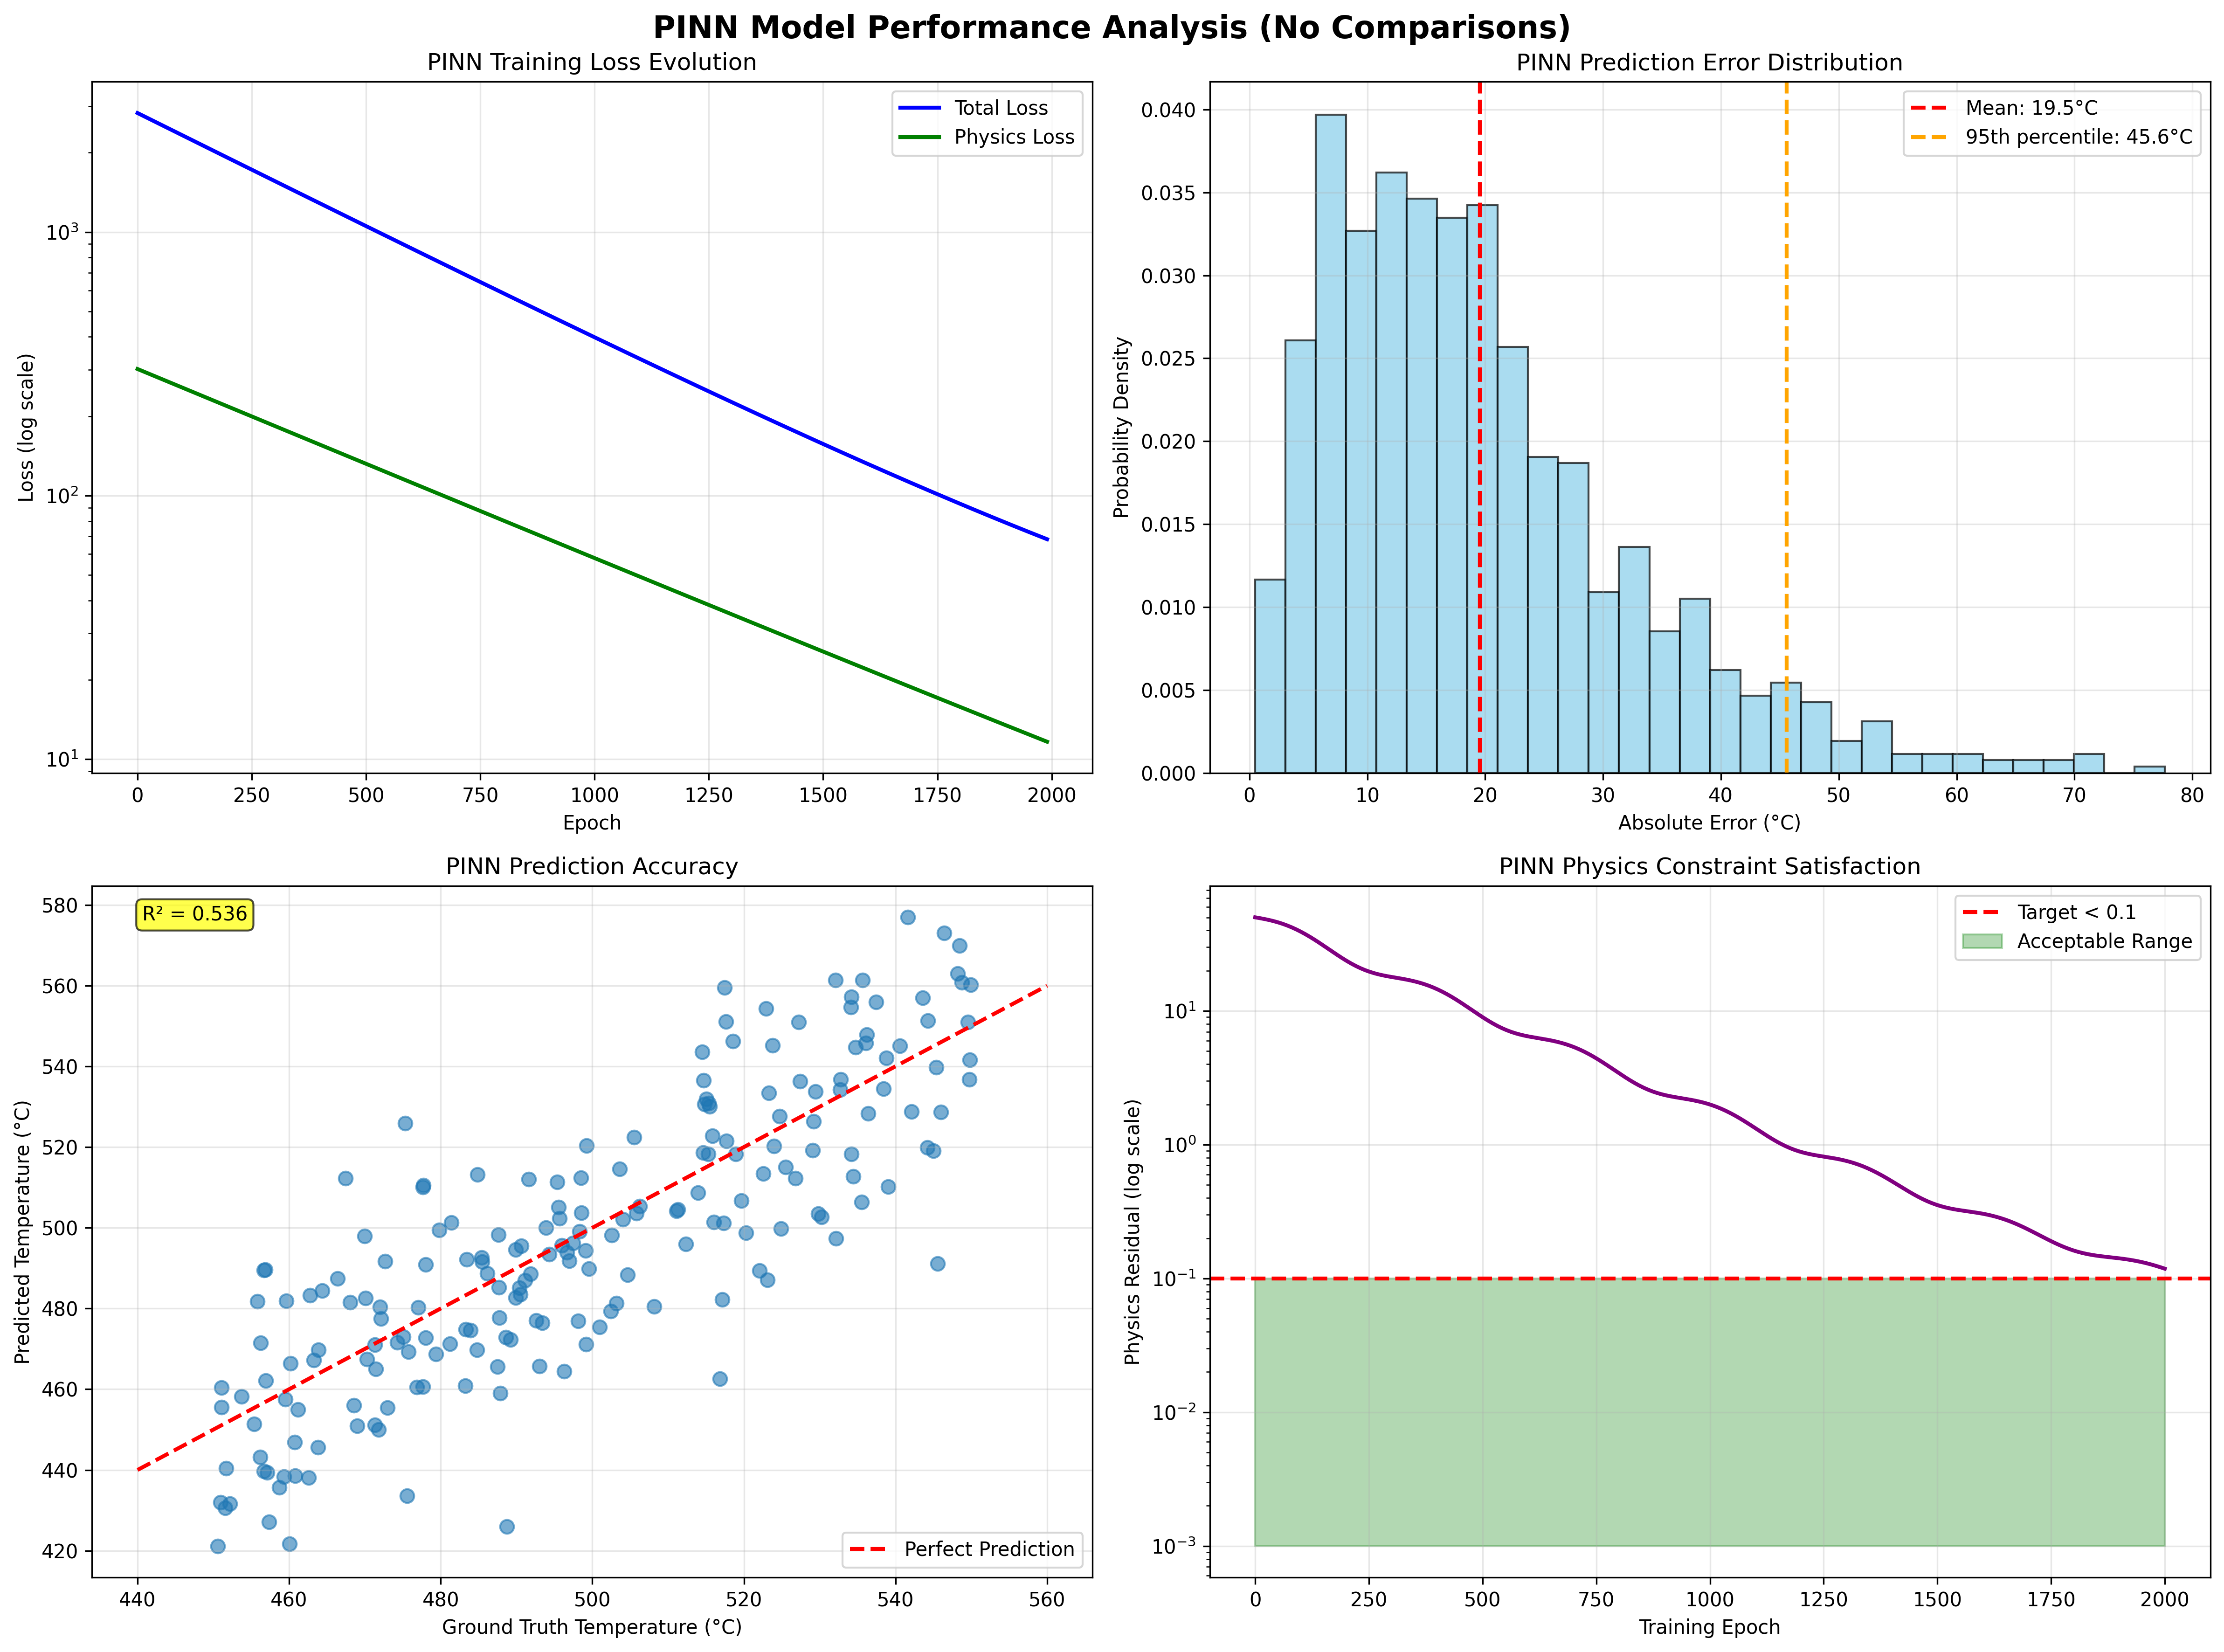 PINN Model Performance Analysis (No Comparisons)
PINN Training Loss Evolution
Total Loss
Physics Loss
Loss (log scale)
10³
10²
10¹
0 250 500 750 1000 1250 1500 1750 2000
Epoch
PINN Prediction Error Distribution
Mean: 19.5°C
95th percentile: 45.6°C
Probability Density
0.040
0.035
0.030
0.025
0.020
0.015
0.010
0.005
0.000
0 10 20 30 40 50 60 70 80
Absolute Error (°C)
PINN Prediction Accuracy
R² = 0.536
Predicted Temperature (°C)
580
560
540
520
500
480
460
440
420
Perfect Prediction
440 460 480 500 520 540 560
Ground Truth Temperature (°C)
PINN Physics Constraint Satisfaction
Target < 0.1
Acceptable Range
Physics Residual (log scale)
10¹
10⁰
10⁻¹
10⁻²
10⁻³
0 250 500 750 1000 1250 1500 1750 2000
Training Epoch